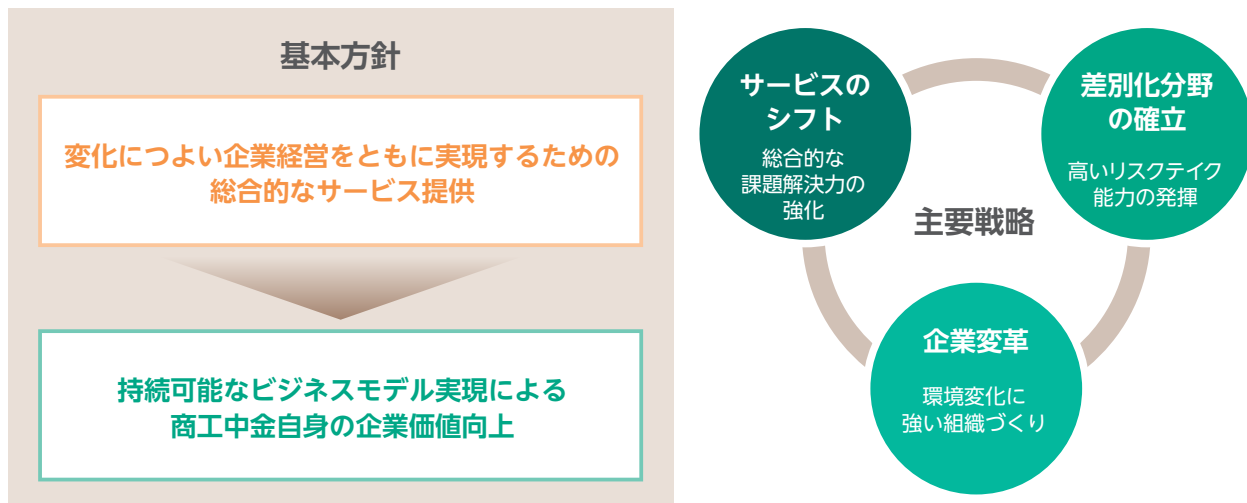 基本方針
変化につよい企業経営をともに実現するための
総合的なサービス提供
持続可能なビジネスモデル実現による
商工中金自身の企業価値向上
サービスの
シフト
総合的な
課題解決力の
強化
差別化分野
の確立
高いリスクテイク
能力の発揮
主要戦略
企業変革
環境変化に
強い組織づくり